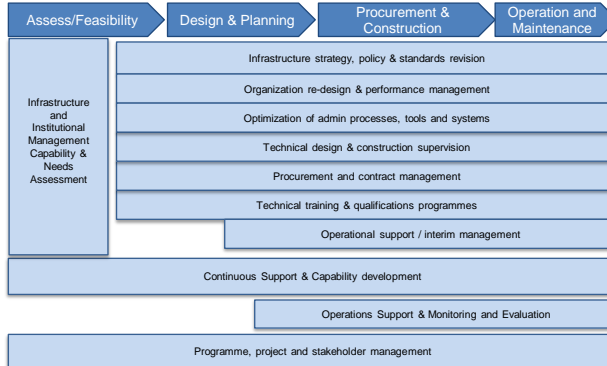 Assess/Feasibility
Design & Planning
Procurement &
Construction
Operation and
Maintenance
Infrastructure
and
Institutional
Management
Capability &
Needs
Assessment
Infrastructure strategy, policy & standards revision
Organization re-design & performance management
Optimization of admin processes, tools and systems
Technical design & construction supervision
Procurement and contract management
Technical training & qualifications programmes
Operational support / interim management
Continuous Support & Capability development
Operations Support & Monitoring and Evaluation
Programme, project and stakeholder management